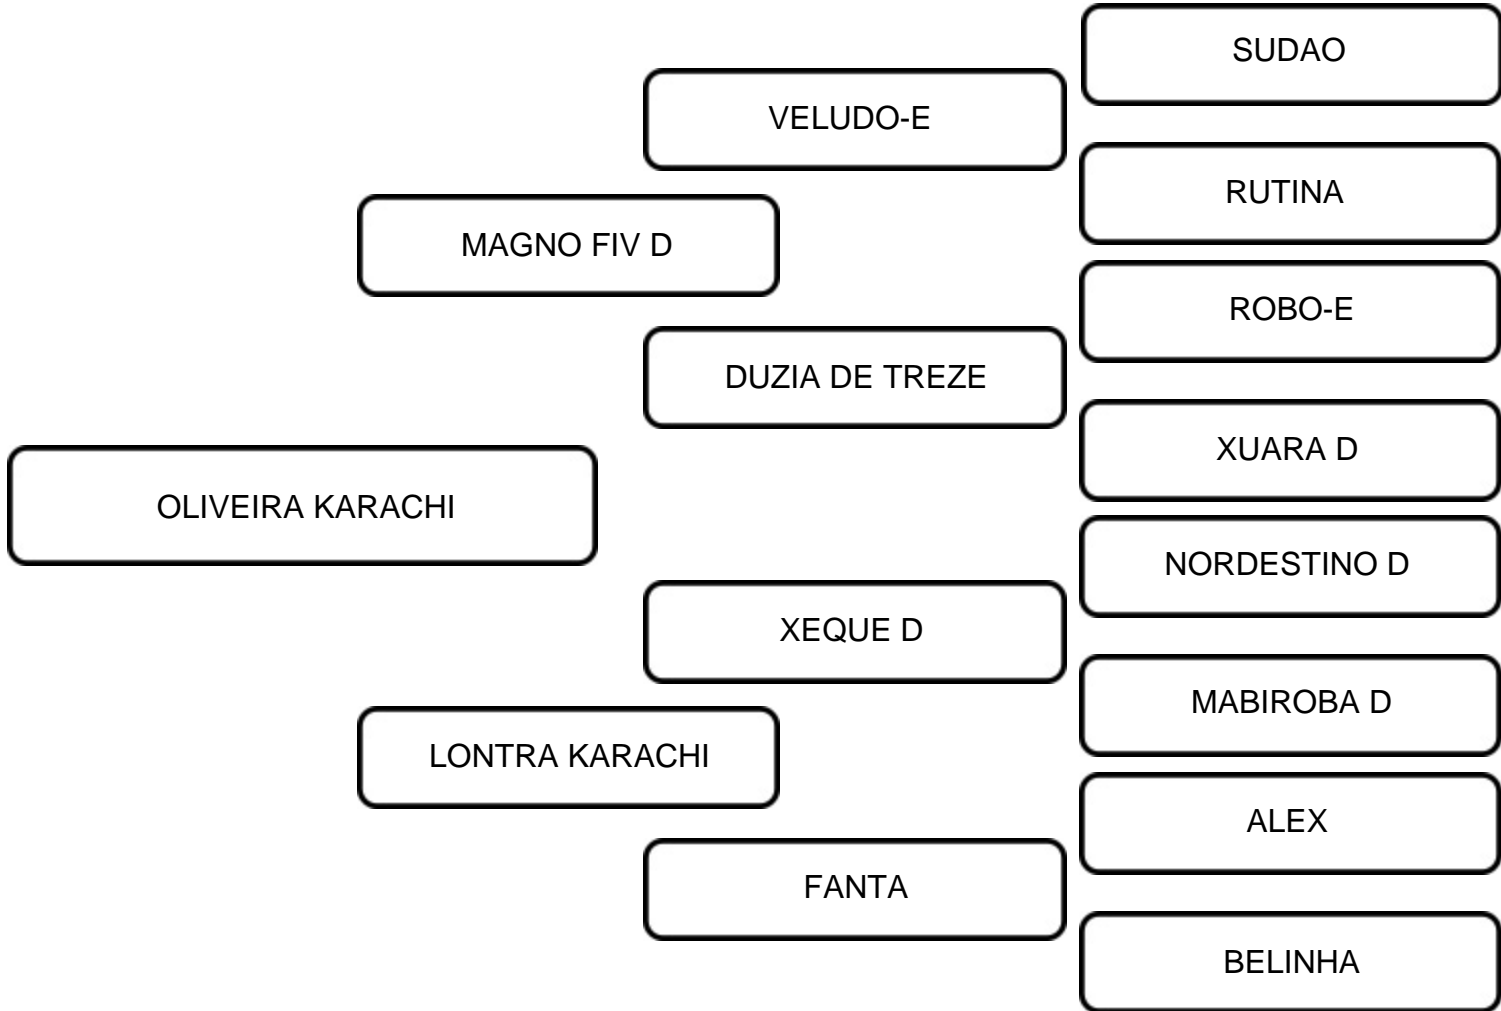 SUDAO
VELUDO-E
RUTINA
MAGNO FIV D
ROBO-E
DUZIA DE TREZE
XUARA D
OLIVEIRA KARACHI
NORDESTINO D
XEQUE D
MABIROBA D
LONTRA KARACHI
ALEX
FANTA
BELINHA